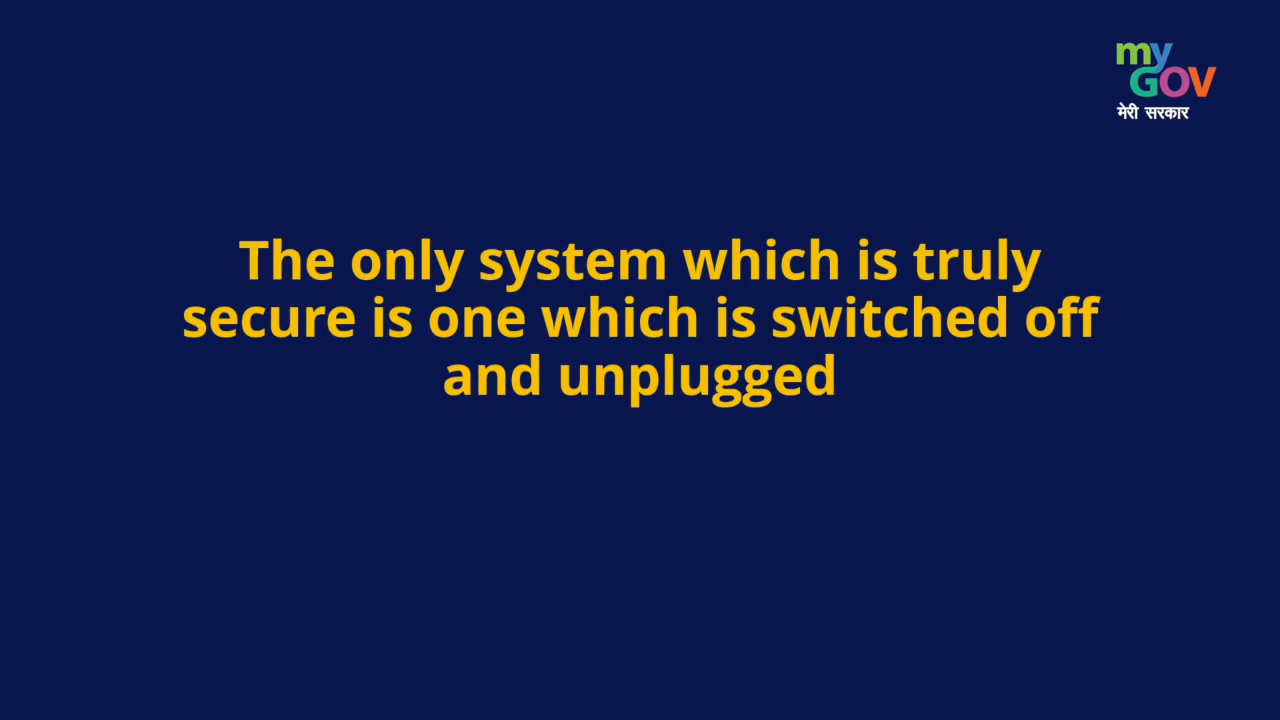 my
GOV
मेरी सरकार
The only system which is truly
secure is one which is switched off
and unplugged